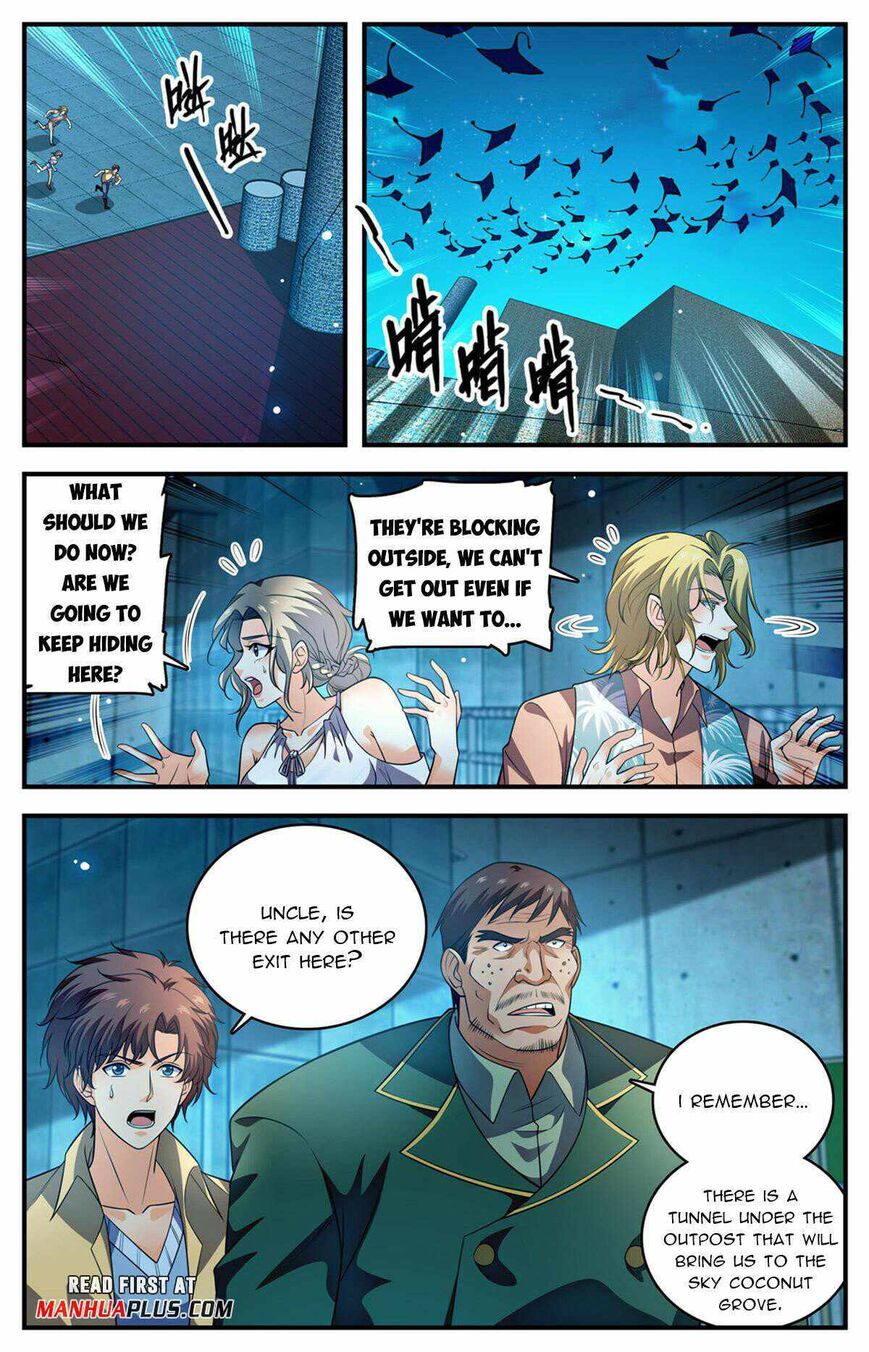 哒
哒
啃
啃
啃
WHAT
SHOULD WE
DO NOW?
ARE WE
GOING TO
KEEP HIDING
HERE?
THEY'RE BLOCKING
OUTSIDE, WE CAN'T
GET OUT EVEN IF
WE WANT TO...
UNCLE, IS
THERE ANY OTHER
EXIT HERE?
I REMEMBER...
THERE IS A
TUNNEL UNDER THE
OUTPOST THAT WILL
BRING US TO THE
SKY COCONUT
GROVE.
READ FIRST AT
MANHUAPLUS.COM